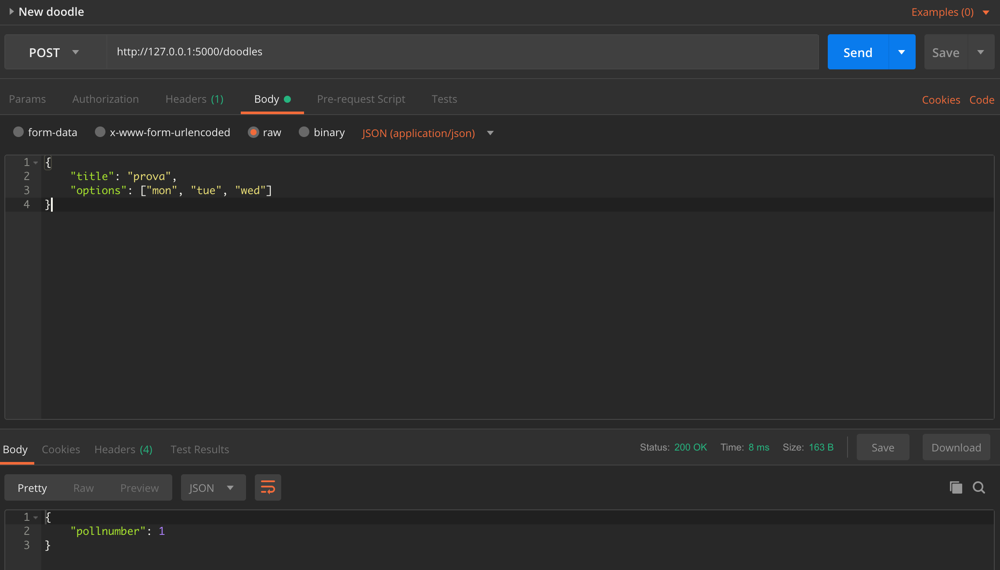 New doodle Examples (0)
POST http://127.0.0.1:5000/doodles Send Save
Params Authorization Headers (1) Body Pre-request Script Tests Cookies Code
form-data x-www-form-urlencoded raw binary JSON (application/json)
1 {
2 "title": "prova",
3 "options": ["mon", "tue", "wed"]
4 }
Body Cookies Headers (4) Test Results Status: 200 OK Time: 8 ms Size: 163 B Save Download
Pretty Raw Preview JSON
1 {
2 "pollnumber": 1
3 }